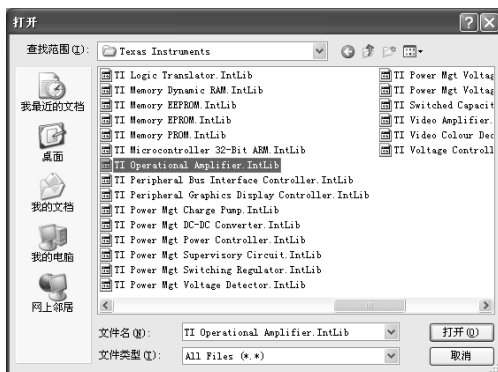 打开
查找范围(I):
Texas Instruments
我最近的文档
桌面
我的文档
我的电脑
网上邻居
TI Logic Translator.IntLib
TI Memory Dynamic RAM.IntLib
TI Memory EEPROM.IntLib
TI Memory EPROM.IntLib
TI Memory PROM.IntLib
TI Microcontroller 32-Bit ARM.IntLib
TI Operational Amplifier.IntLib
TI Peripheral Bus Interface Controller.IntLib
TI Peripheral Graphics Display Controller.IntLib
TI Power Mgt Charge Pump.IntLib
TI Power Mgt DC-DC Converter.IntLib
TI Power Mgt Power Controller.IntLib
TI Power Mgt Supervisory Circuit.IntLib
TI Power Mgt Switching Regulator.IntLib
TI Power Mgt Voltage Detector.IntLib
TI Power Mgt Voltag
TI Power Mgt Voltag
TI Switched Capacit
TI Video Amplifier.
TI Video Colour Dec
TI Voltage Controll
文件名(N):
TI Operational Amplifier.IntLib
打开(O)
文件类型(T):
All Files (*.*)
取消